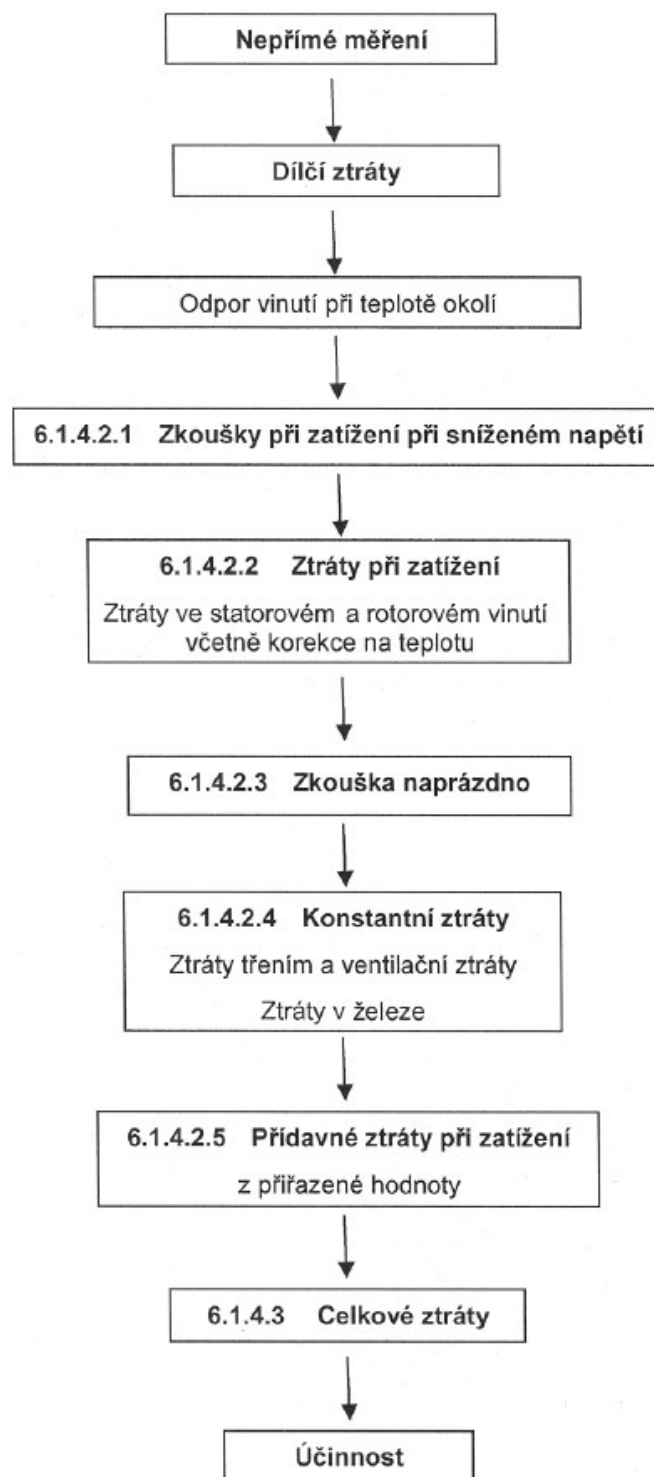 Nepřímé měření
Dílčí ztráty
Odpor vinutí při teplotě okolí
6.1.4.2.1 Zkoušky při zatížení při sníženém napětí
6.1.4.2.2 Ztráty při zatížení
Ztráty ve statorovém a rotorovém vinutí
včetně korekce na teplotu
6.1.4.2.3 Zkouška naprázdno
6.1.4.2.4 Konstantní ztráty
Ztráty třením a ventilační ztráty
Ztráty v železe
6.1.4.2.5 Přídavné ztráty při zatížení
z přiřazené hodnoty
6.1.4.3 Celkové ztráty
Účinnost